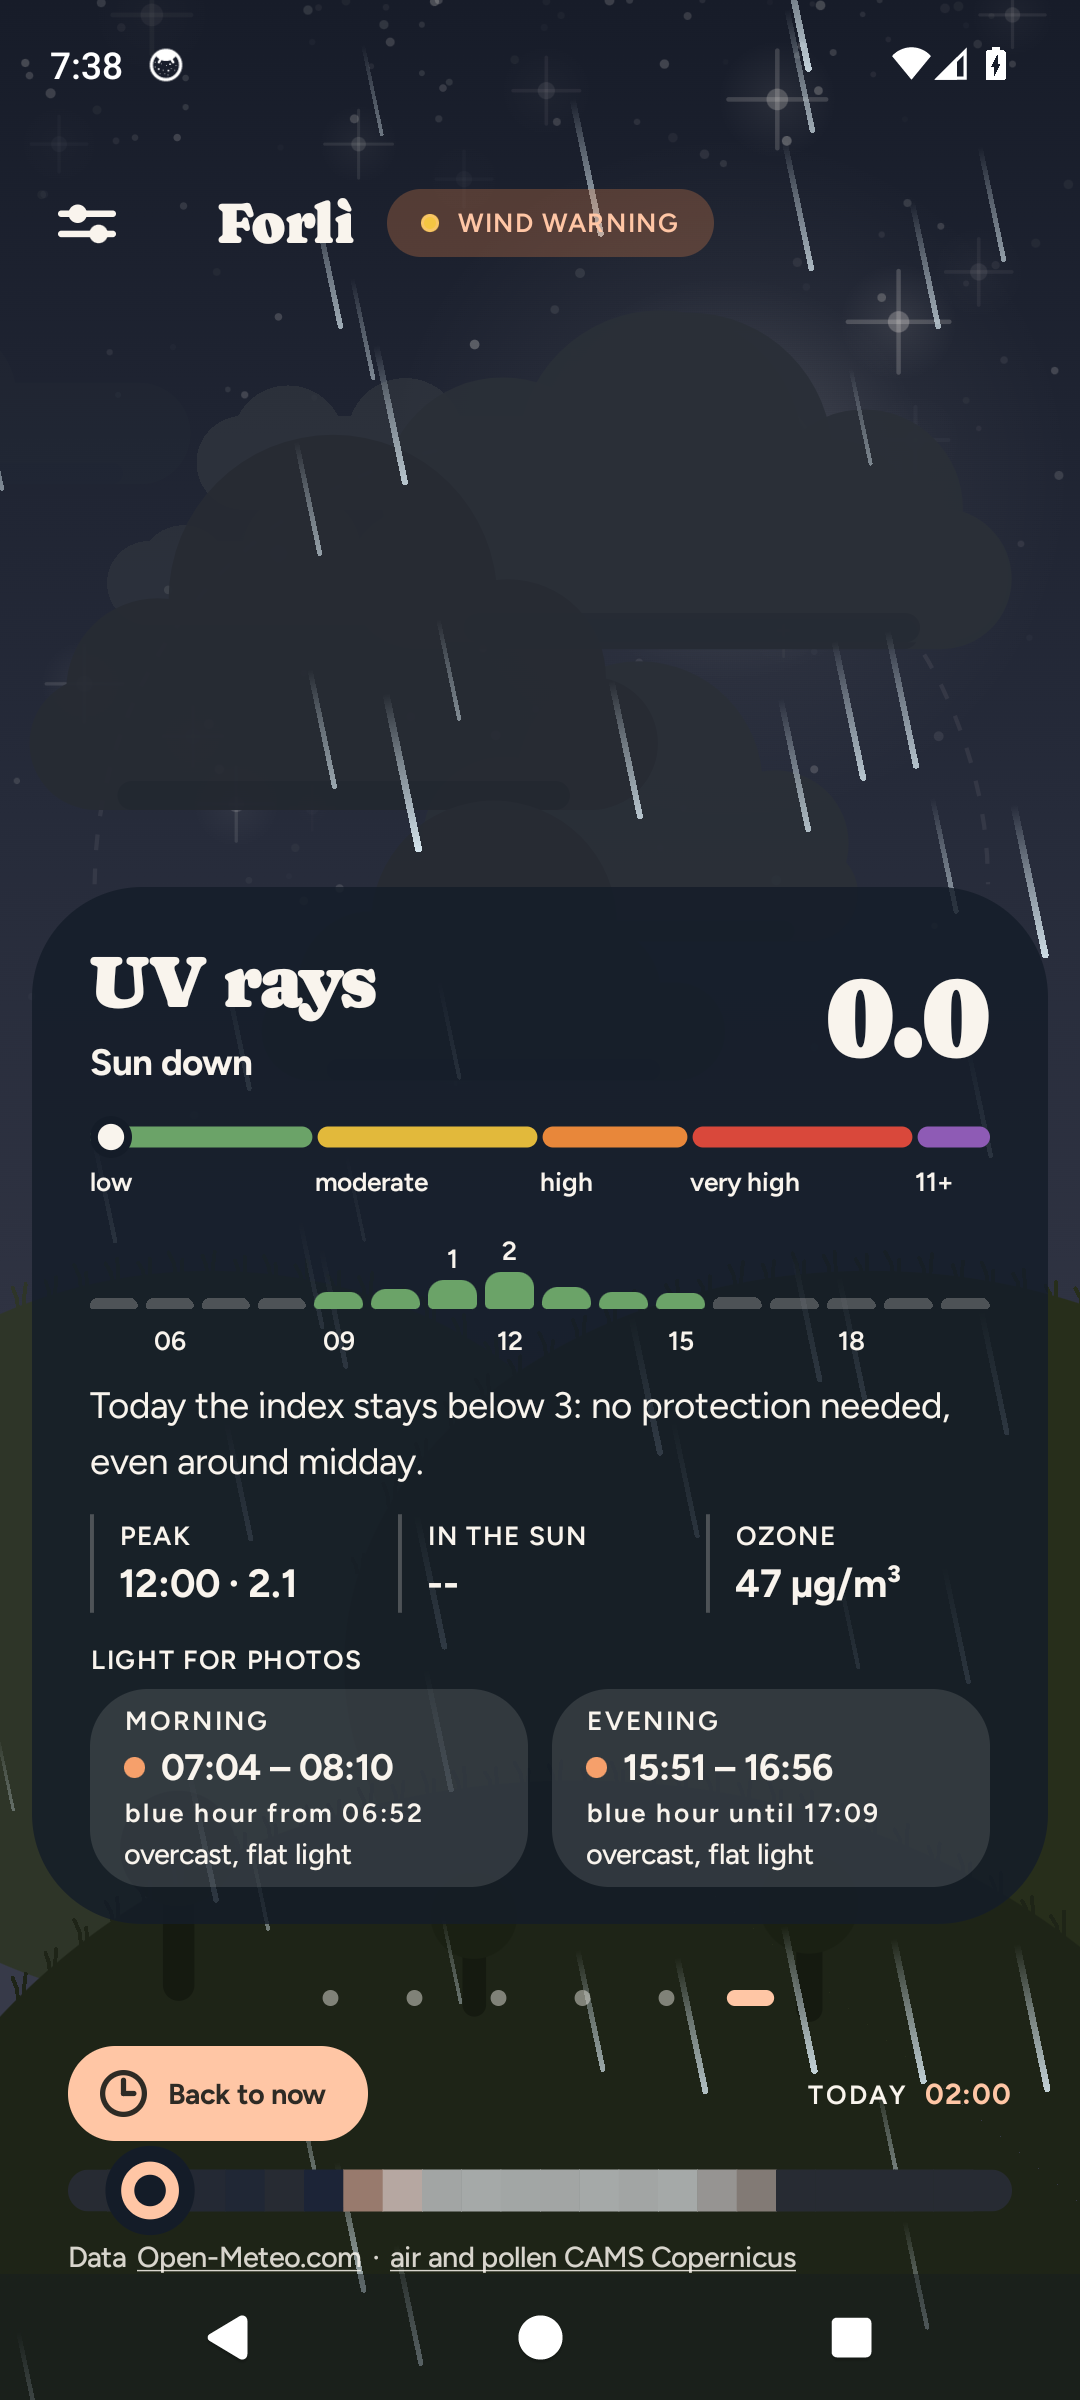 7:38
Forlì
WIND WARNING
UV rays
0.0
Sun down
low moderate high very high 11+
1 2
06 09 12 15 18
Today the index stays below 3: no protection needed,
even around midday.
PEAK
12:00 · 2.1
IN THE SUN
--
OZONE
47 µg/m³
LIGHT FOR PHOTOS
MORNING
07:04 – 08:10
blue hour from 06:52
overcast, flat light
EVENING
15:51 – 16:56
blue hour until 17:09
overcast, flat light
Back to now
TODAY 02:00
Data Open-Meteo.com · air and pollen CAMS Copernicus